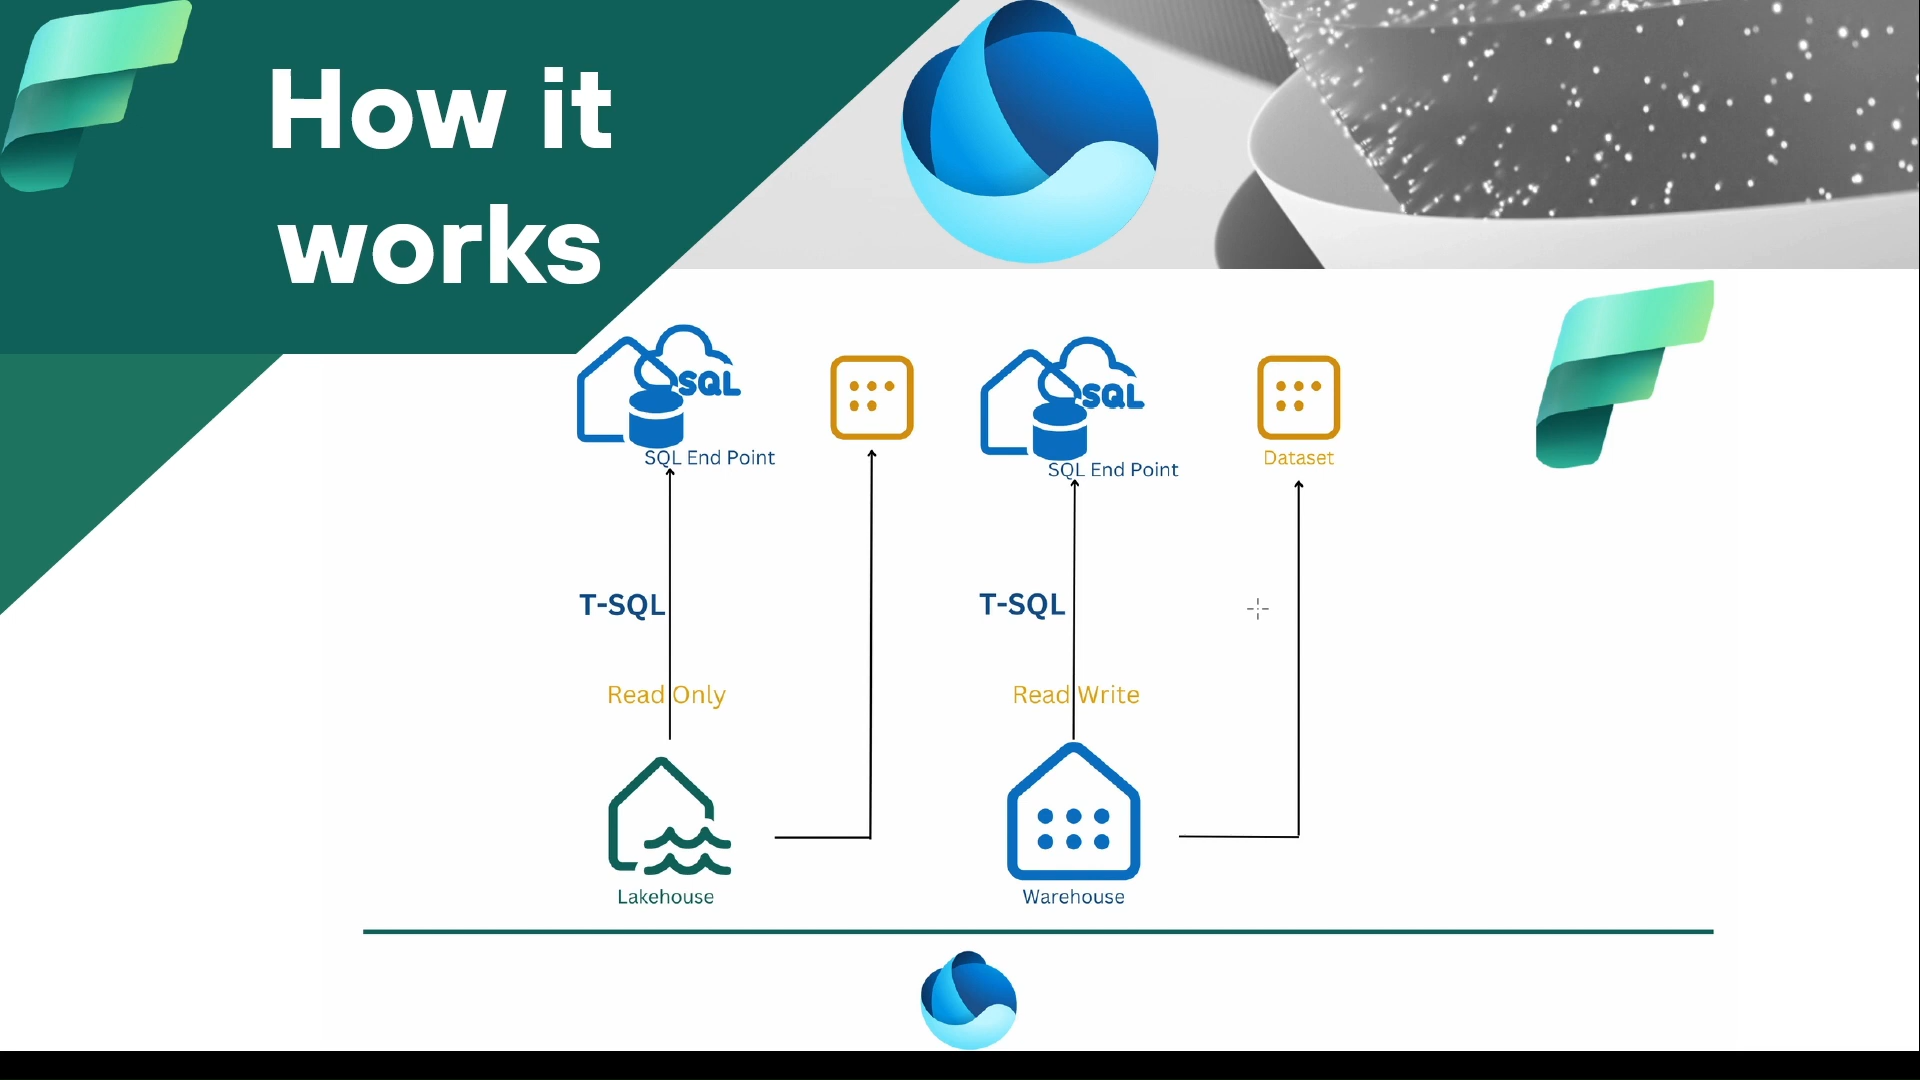 How it
works
SQL
SQL
SQL End Point
SQL End Point
Dataset
T-SQL
T-SQL
Read Only
Read Write
Lakehouse
Warehouse